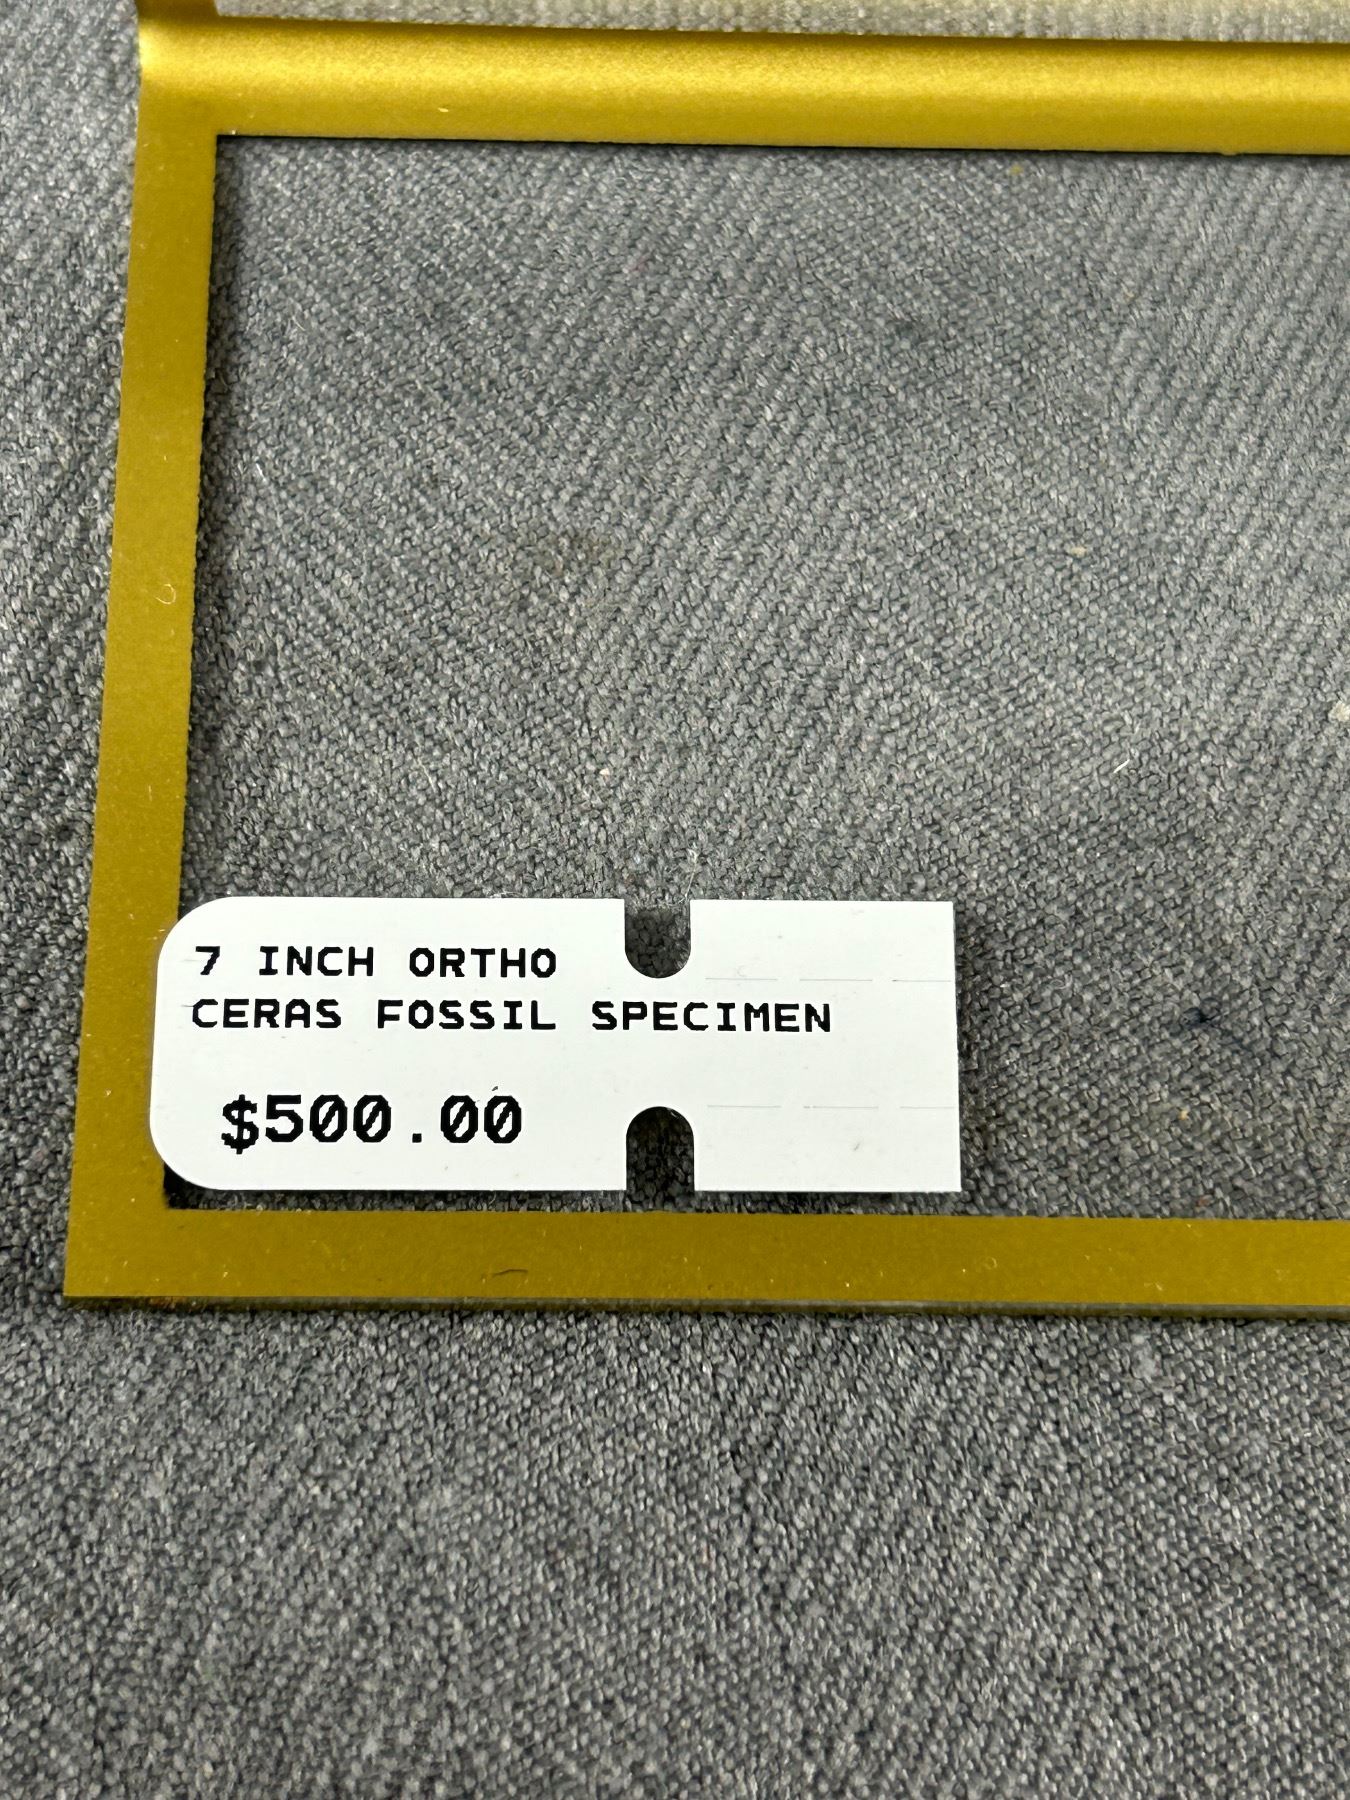 7 INCH ORTHO
CERAS FOSSIL SPECIMEN
$500.00